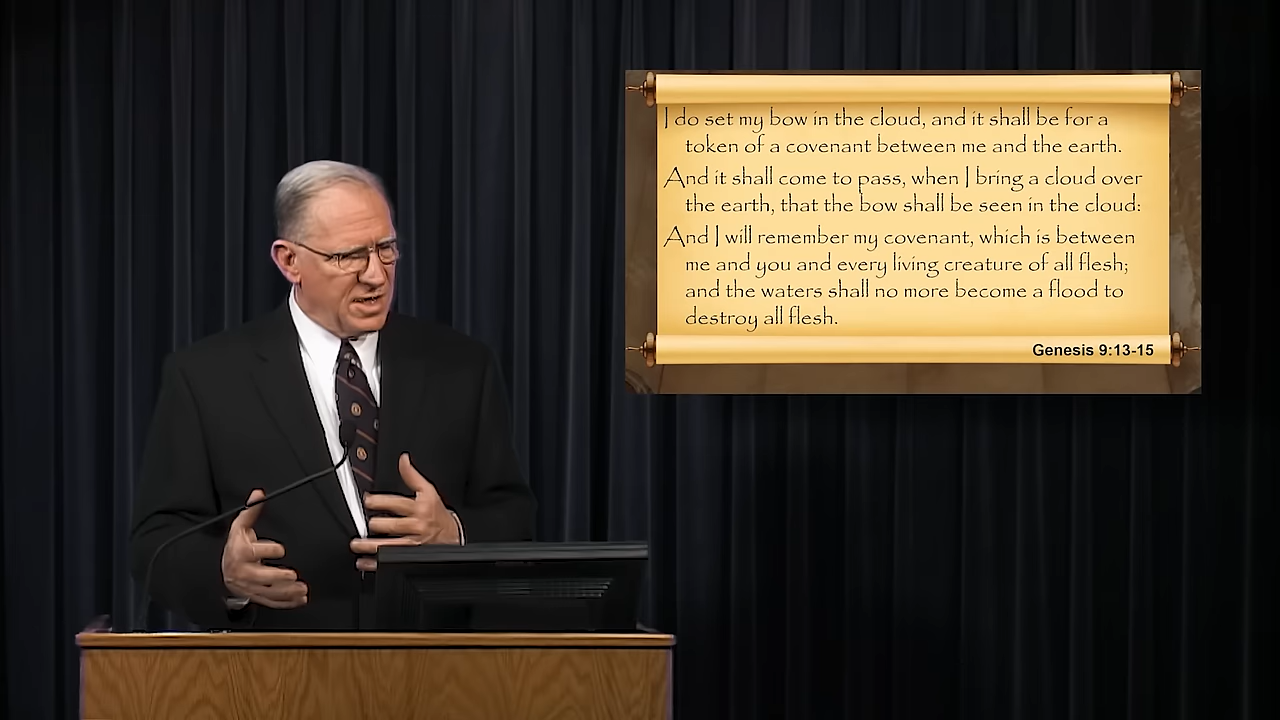 I do set my bow in the cloud, and it shall be for a
token of a covenant between me and the earth.
And it shall come to pass, when I bring a cloud over
the earth, that the bow shall be seen in the cloud:
And I will remember my covenant, which is between
me and you and every living creature of all flesh;
and the waters shall no more become a flood to
destroy all flesh.
Genesis 9:13-15